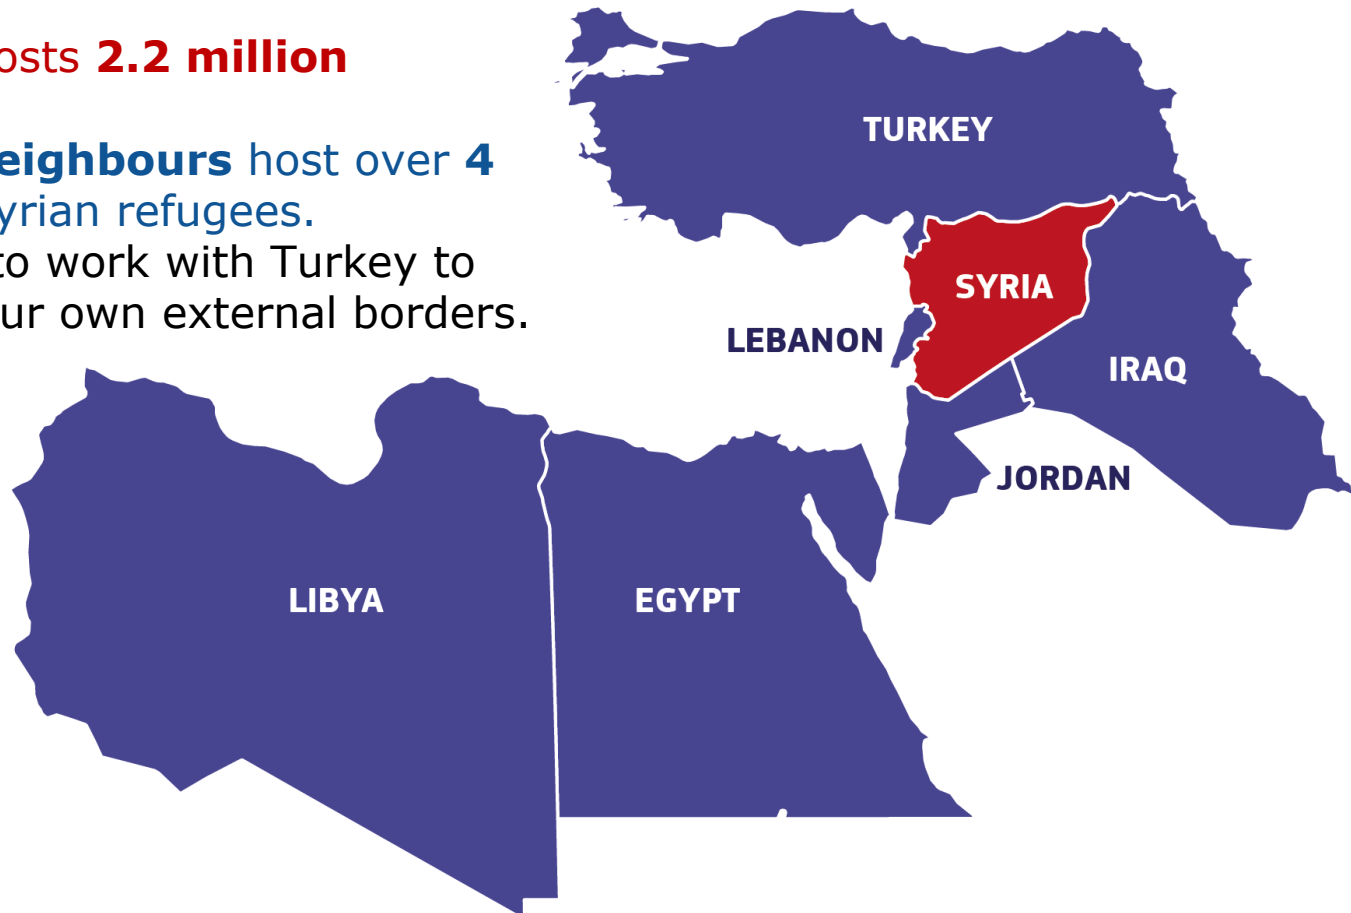 osts 2.2 million
eighbours host over 4
yrian refugees.
to work with Turkey to
ur own external borders.
TURKEY
SYRIA
LEBANON
IRAQ
JORDAN
LIBYA
EGYPT